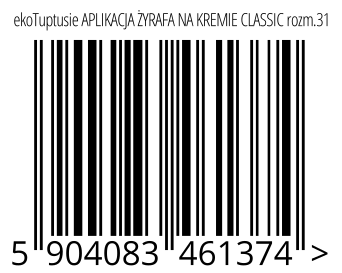 ekoTuptusie APLIKACJA ŻYRAFA NA KREMIE CLASSIC rozm.31
5 904083 461374 >